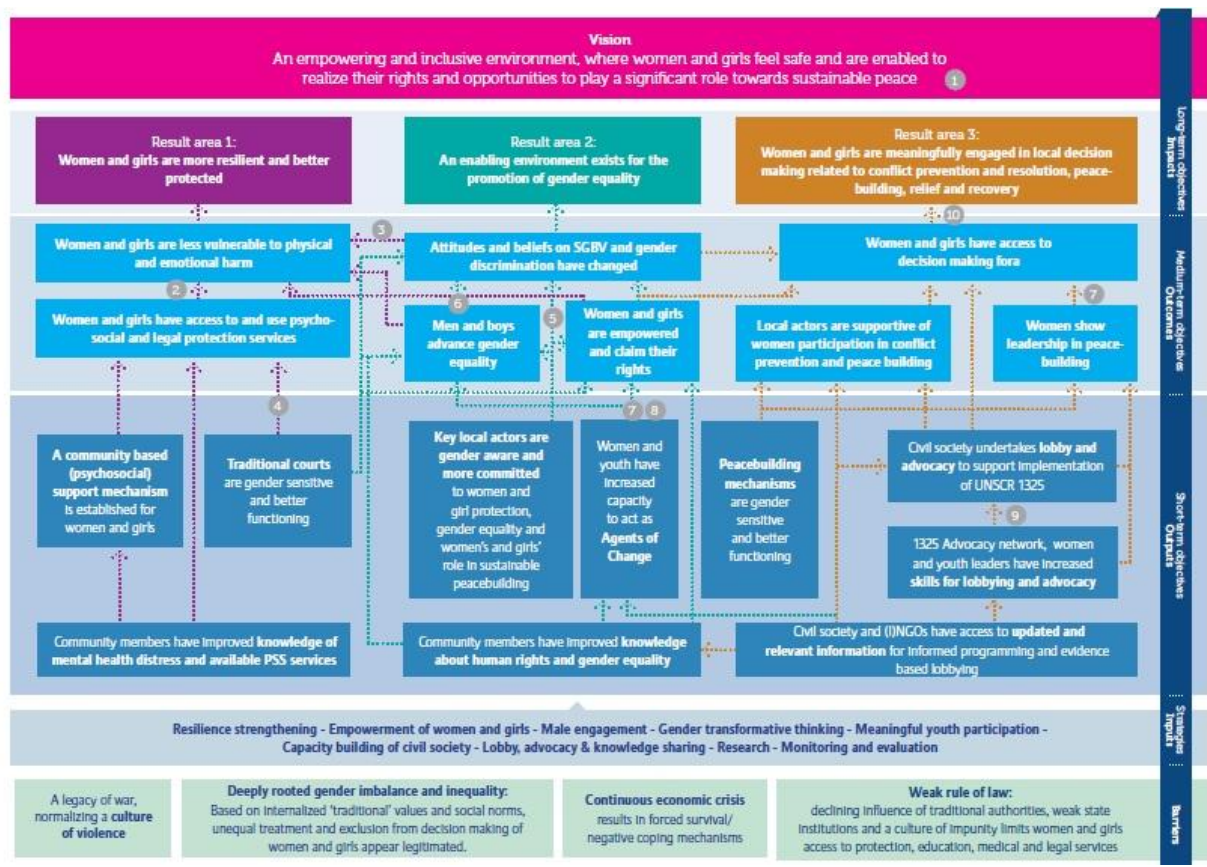 Vision
An empowering and inclusive environment, where women and girls feel safe and are enabled to
realize their rights and opportunities to play a significant role towards sustainable peace 1
Result area 1:
Women and girls are more resilient and better
protected
Result area 2:
An enabling environment exists for the
promotion of gender equality
Result area 3:
Women and girls are meaningfully engaged in local decision
making related to conflict prevention and resolution, peace-
building, relief and recovery
Long-term objectives
Impacts
10
3
Women and girls are less vulnerable to physical
and emotional harm
Attitudes and beliefs on SGBV and gender
discrimination have changed
Women and girls have access to
decision making fora
2
6
5
7
Women and girls have access to and use psycho-
social and legal protection services
Men and boys
advance gender
equality
Women and girls
are empowered
and claim their
rights
Local actors are supportive of
women participation in conflict
prevention and peace building
Women show
leadership in peace-
building
Medium-term objectives
Outcomes
4
7
8
A community based
(psychosocial)
support mechanism
is established for
women and girls
Traditional courts
are gender sensitive
and better
functioning
Key local actors are
gender aware and
more committed
to women and
girl protection,
gender equality and
women's and girls'
role in sustainable
peacebuilding
Women and
youth have
increased
capacity
to act as
Agents of
Change
Peacebuilding
mechanisms
are gender
sensitive
and better
functioning
Civil society undertakes lobby and
advocacy to support implementation
of UNSCR 1325
9
1325 Advocacy network, women
and youth leaders have increased
skills for lobbying and advocacy
Community members have improved knowledge of
mental health distress and available PSS services
Community members have improved knowledge
about human rights and gender equality
Civil society and (I)NGOs have access to updated and
relevant information for informed programming and evidence
based lobbying
Short-term objectives
Outputs
Resilience strengthening - Empowerment of women and girls - Male engagement - Gender transformative thinking - Meaningful youth participation -
Capacity building of civil society - Lobby, advocacy & knowledge sharing - Research - Monitoring and evaluation
Strategies
Inputs
A legacy of war,
normalizing a culture
of violence
Deeply rooted gender imbalance and inequality:
Based on internalized 'traditional' values and social norms,
unequal treatment and exclusion from decision making of
women and girls appear legitimated.
Continuous economic crisis
results in forced survival/
negative coping mechanisms
Weak rule of law:
declining influence of traditional authorities, weak state
institutions and a culture of impunity limits women and girls
access to protection, education, medical and legal services
Barriers